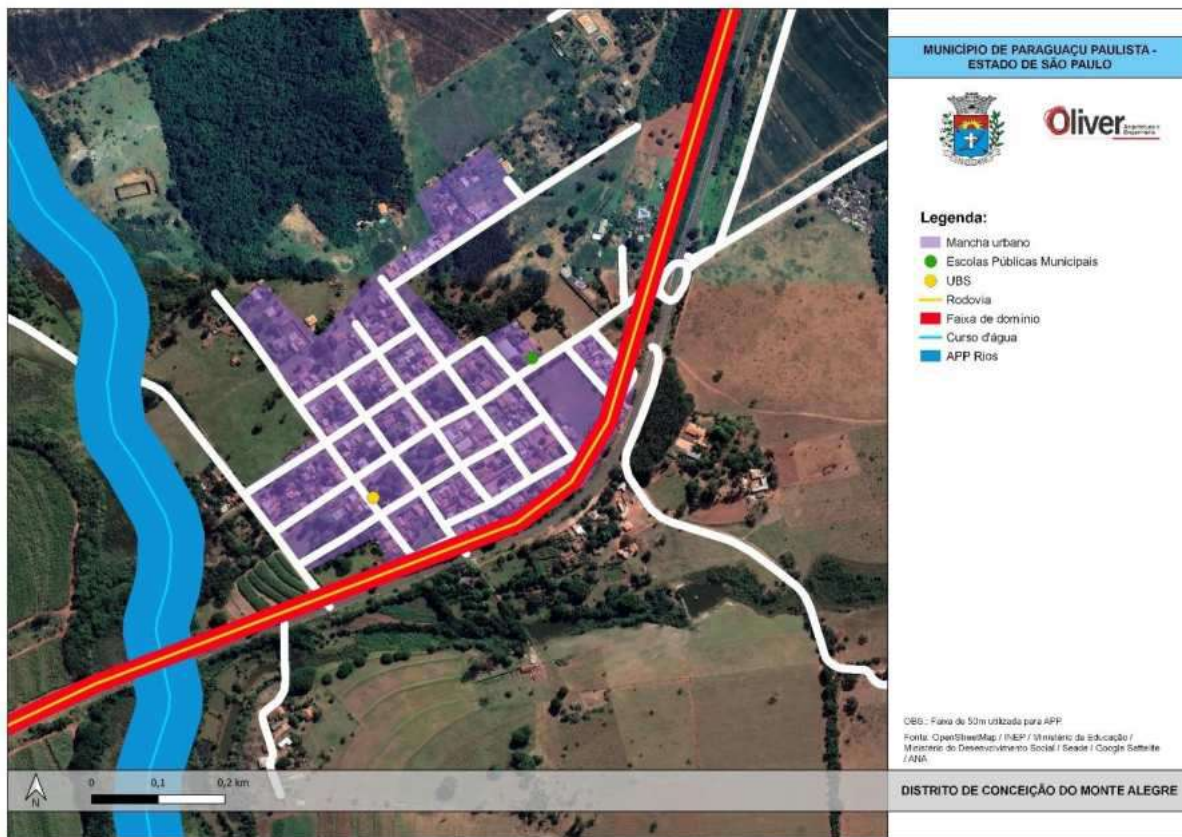 MUNICÍPIO DE PARAGUAÇU PAULISTA -
ESTADO DE SÃO PAULO
Oliver
Legenda:
Mancha urbano
Escolas Públicas Municipais
UBS
Rodovia
Faixa de domínio
Curso d'água
APP Rios
OBS.: Faixa de 50m utilizada para APP
Fonte: OpenStreetMap / INEP / Ministério da Educação /
Ministério do Desenvolvimento Social / Seade / Google Sattelite
/ ANA
N
0 0,1 0,2 km
DISTRITO DE CONCEIÇÃO DO MONTE ALEGRE